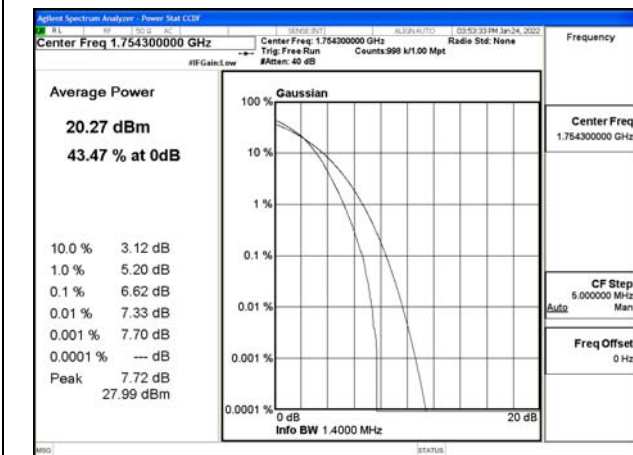 Agilent Spectrum Analyzer - Power Stat CCDF
RL RF 50 Ω AC SENSE:INT ALIGNAUTO 03:53:33 PM Jan 24, 2022
Center Freq 1.754300000 GHz
Center Freq: 1.754300000 GHz Radio Std: None
Trig: Free Run Counts:998 k/1.00 Mpt
#IFGain:Low #Atten: 40 dB
Frequency
Average Power
20.27 dBm
43.47 % at 0dB
10.0 % 3.12 dB
1.0 % 5.20 dB
0.1 % 6.62 dB
0.01 % 7.33 dB
0.001 % 7.70 dB
0.0001 % --- dB
Peak 7.72 dB
27.99 dBm
Gaussian
100 %
10 %
1 %
0.1 %
0.01 %
0.001 %
0.0001 %
0 dB 20 dB
Info BW 1.4000 MHz
Center Freq
1.754300000 GHz
CF Step
5.000000 MHz
Auto Man
Freq Offset
0 Hz
MSG STATUS